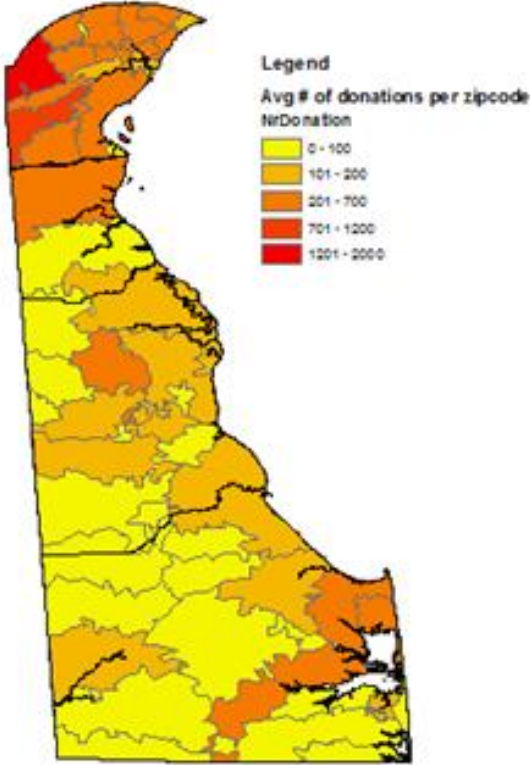 Legend
Avg # of donations per zipcode
NrDonation
0 - 100
101 - 200
201 - 700
701 - 1200
1201 - 2000